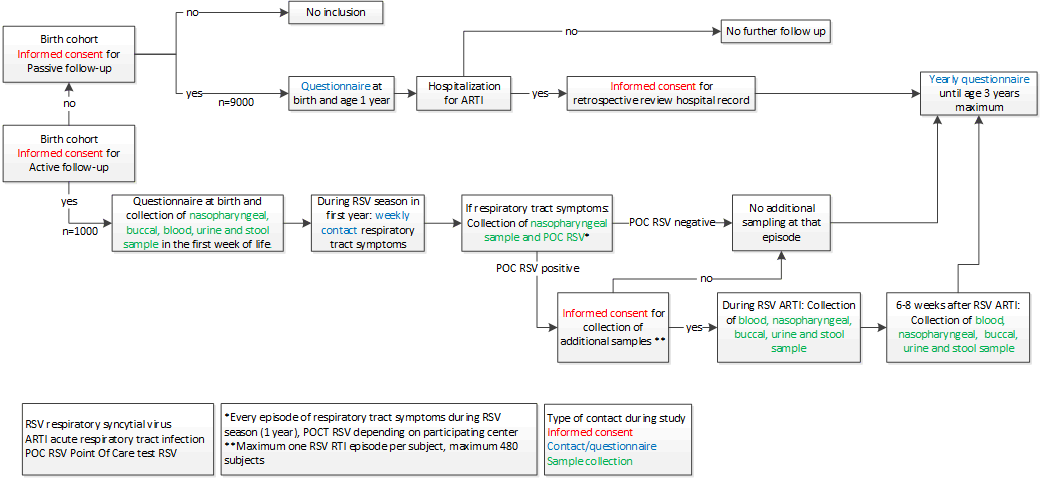 no
No inclusion
Birth cohort
Informed consent for
Passive follow-up
no
No further follow up
yes
n=9000
Questionnaire at
birth and age 1 year
Hospitalization
for ARTI
yes
Informed consent for
retrospective review hospital record
Yearly questionnaire
until age 3 years
maximum
no
Birth cohort
Informed consent for
Active follow-up
yes
n=1000
Questionnaire at birth and
collection of nasopharyngeal,
buccal, blood, urine and stool
sample in the first week of life.
During RSV season in
first year: weekly
contact respiratory
tract symptoms
If respiratory tract symptoms:
Collection of nasopharyngeal
sample and POC RSV*
POC RSV negative
No additional
sampling at that
episode
POC RSV positive
no
Informed consent for
collection of
additional samples **
yes
During RSV ARTI: Collection
of blood, nasopharyngeal,
buccal, urine and stool
sample
6-8 weeks after RSV ARTI:
Collection of blood,
nasopharyngeal, buccal,
urine and stool sample
RSV respiratory syncytial virus
ARTI acute respiratory tract infection
POC RSV Point Of Care test RSV
*Every episode of respiratory tract symptoms during RSV
season (1 year), POCT RSV depending on participating center
**Maximum one RSV RTI episode per subject, maximum 480
subjects
Type of contact during study
Informed consent
Contact/questionnaire
Sample collection